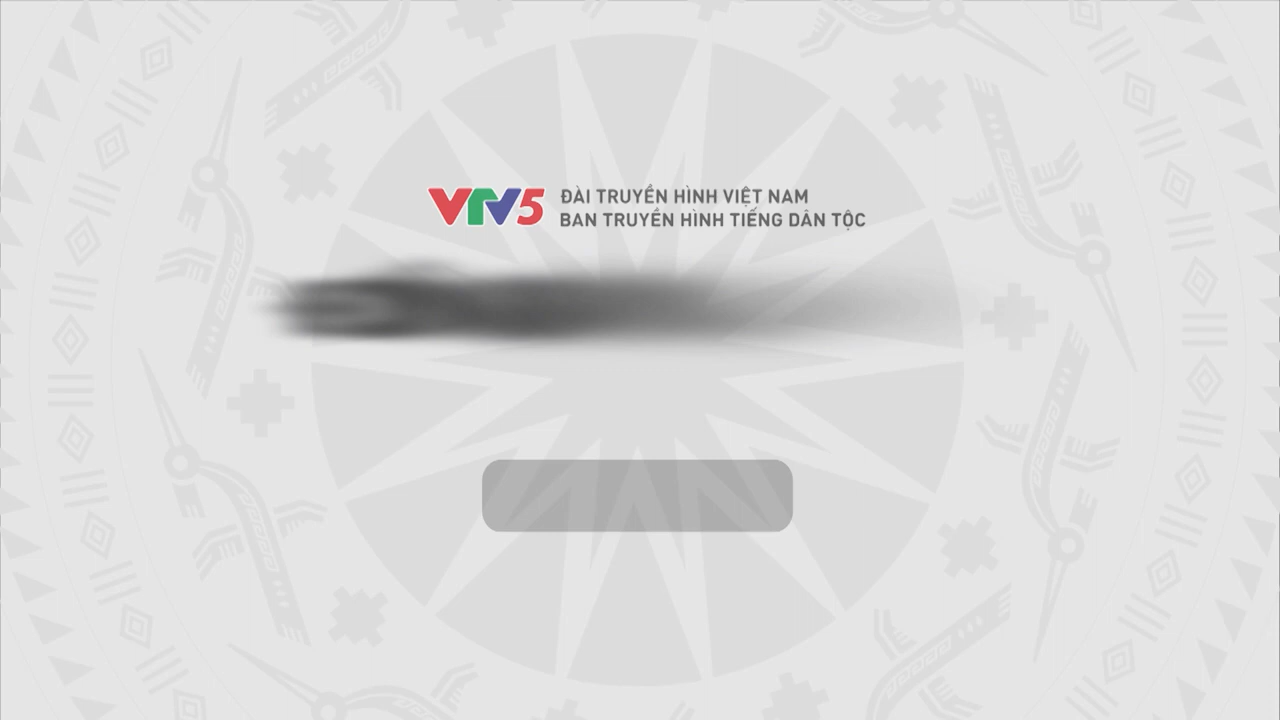 VTV5
ĐÀI TRUYỀN HÌNH VIỆT NAM
BAN TRUYỀN HÌNH TIẾNG DÂN TỘC